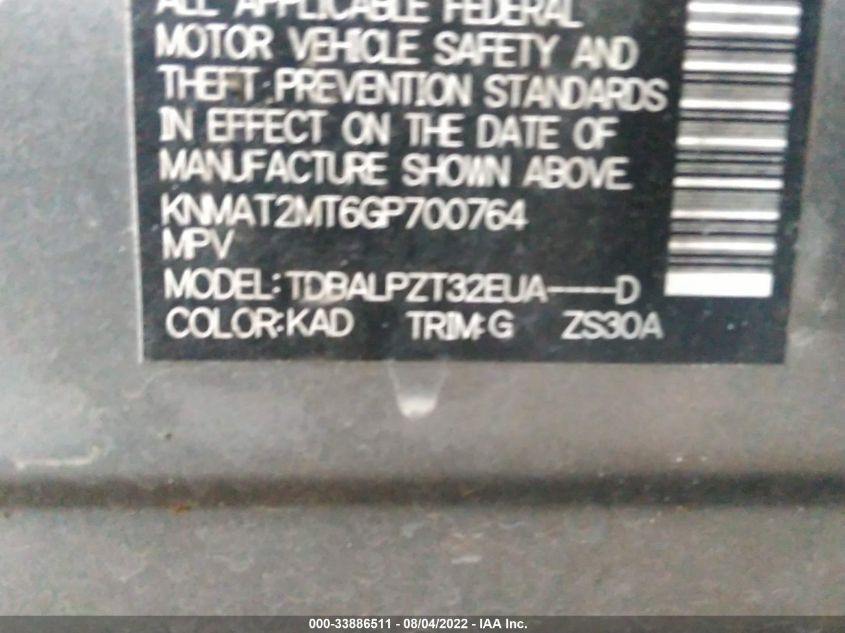 ALL APPLICABLE FEDERAL
MOTOR VEHICLE SAFETY AND
THEFT PREVENTION STANDARDS
IN EFFECT ON THE DATE OF
MANUFACTURE SHOWN ABOVE.
KNMAT2MT6GP700764
MPV
MODEL: TDBALPZT32EUA----D
COLOR:KAD TRIM:G ZS30A
000-33886511 - 08/04/2022 - IAA Inc.